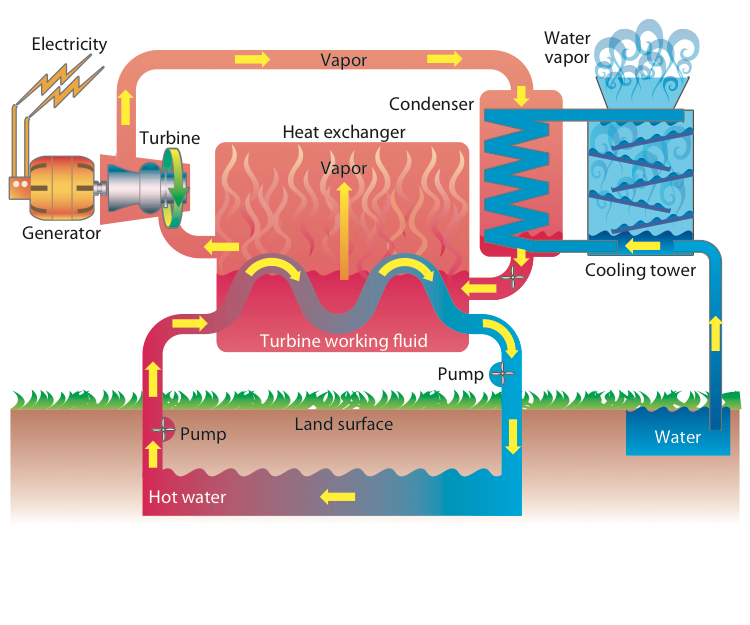 Electricity
Vapor
Water
vapor
Condenser
Turbine
Heat exchanger
Vapor
Generator
Cooling tower
Turbine working fluid
Pump
Land surface
Pump
Water
Hot water